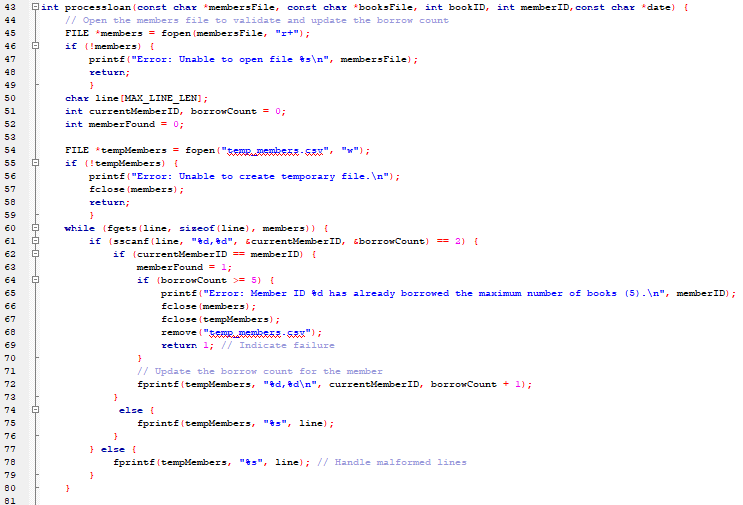 43 int processloan(const char *membersFile, const char *booksFile, int bookID, int memberID,const char *date) {
44     // Open the members file to validate and update the borrow count
45     FILE *members = fopen(membersFile, "r+");
46     if (!members) {
47         printf("Error: Unable to open file %s\n", membersFile);
48         return;
49         }
50     char line[MAX_LINE_LEN];
51     int currentMemberID, borrowCount = 0;
52     int memberFound = 0;
53
54     FILE *tempMembers = fopen("temp_members.csv", "w");
55     if (!tempMembers) {
56         printf("Error: Unable to create temporary file.\n");
57         fclose(members);
58         return;
59         }
60     while (fgets(line, sizeof(line), members)) {
61         if (sscanf(line, "%d,%d", &currentMemberID, &borrowCount) == 2) {
62             if (currentMemberID == memberID) {
63                 memberFound = 1;
64                 if (borrowCount >= 5) {
65                     printf("Error: Member ID %d has already borrowed the maximum number of books (5).\n", memberID);
66                     fclose(members);
67                     fclose(tempMembers);
68                     remove("temp_members.csv");
69                     return 1; // Indicate failure
70                 }
71                 // Update the borrow count for the member
72                 fprintf(tempMembers, "%d,%d\n", currentMemberID, borrowCount + 1);
73             }
74              else {
75                 fprintf(tempMembers, "%s", line);
76             }
77         } else {
78             fprintf(tempMembers, "%s", line); // Handle malformed lines
79         }
80     }
81